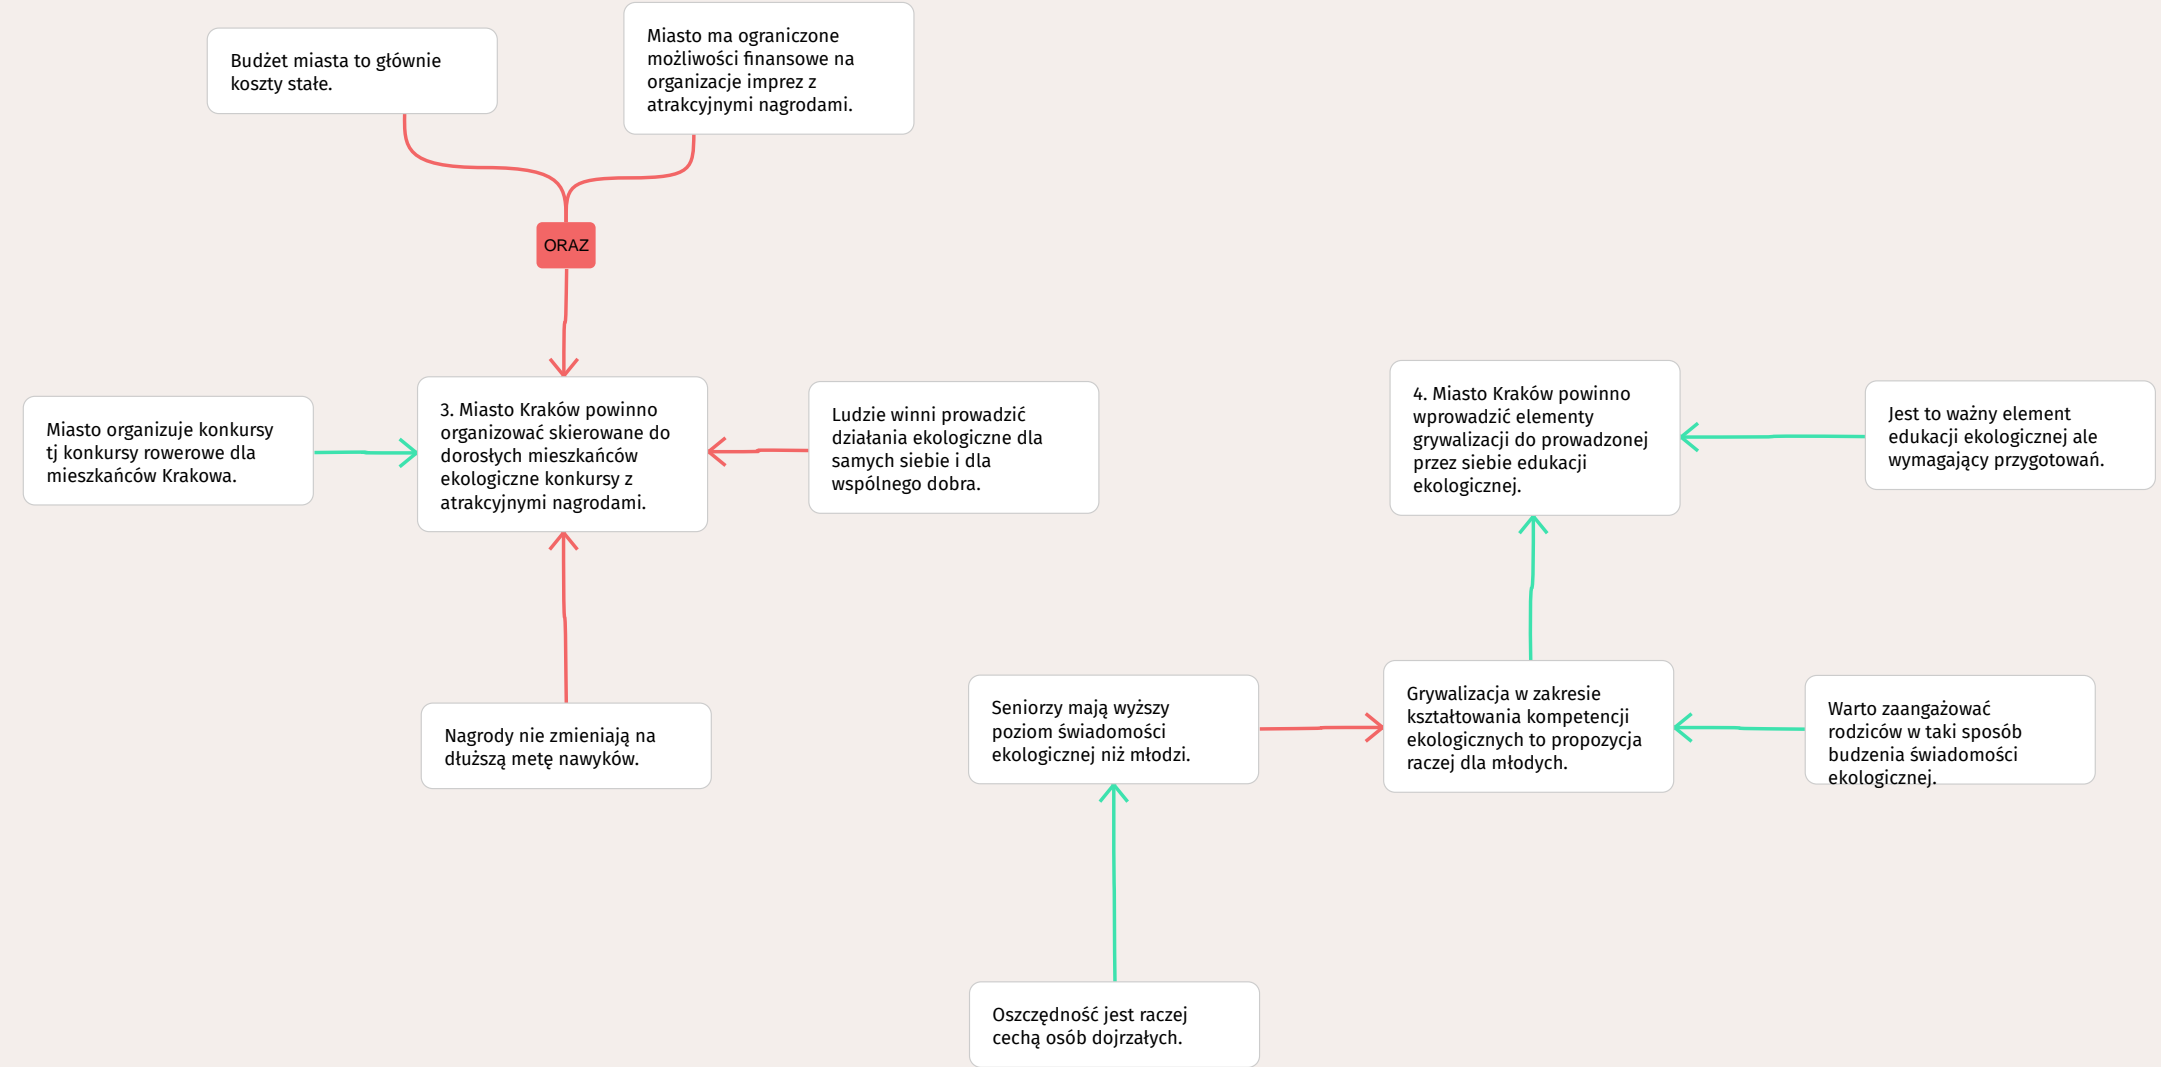 Budżet miasta to głównie
koszty stałe.
Miasto ma ograniczone
możliwości finansowe na
organizacje imprez z
atrakcyjnymi nagrodami.
ORAZ
Miasto organizuje konkursy
tj konkursy rowerowe dla
mieszkańców Krakowa.
3. Miasto Kraków powinno
organizować skierowane do
dorosłych mieszkańców
ekologiczne konkursy z
atrakcyjnymi nagrodami.
Ludzie winni prowadzić
działania ekologiczne dla
samych siebie i dla
wspólnego dobra.
4. Miasto Kraków powinno
wprowadzić elementy
grywalizacji do prowadzonej
przez siebie edukacji
ekologicznej.
Jest to ważny element
edukacji ekologicznej ale
wymagający przygotowań.
Nagrody nie zmieniają na
dłuższą metę nawyków.
Seniorzy mają wyższy
poziom świadomości
ekologicznej niż młodzi.
Grywalizacja w zakresie
kształtowania kompetencji
ekologicznych to propozycja
raczej dla młodych.
Warto zaangażować
rodziców w taki sposób
budzenia świadomości
ekologicznej.
Oszczędność jest raczej
cechą osób dojrzałych.